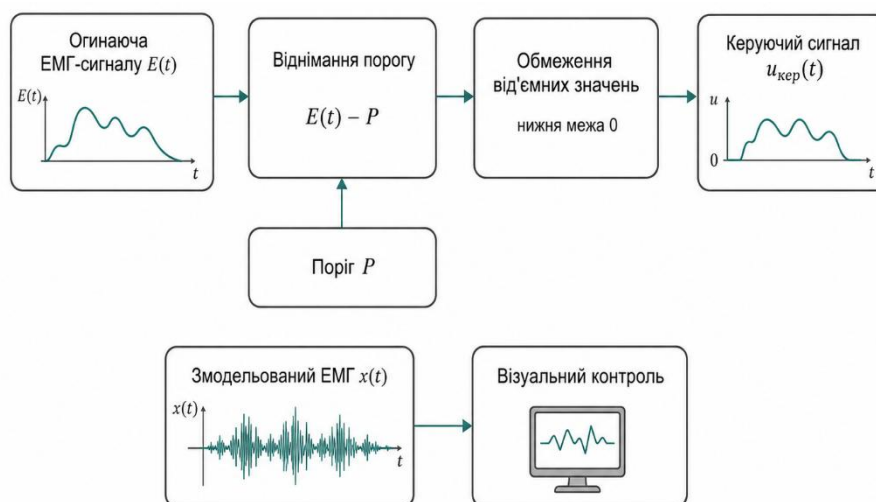 Огинаюча
ЕМГ-сигналу E(t)
E(t)
t
Віднімання порогу
E(t) − P
Обмеження
від'ємних значень
нижня межа 0
Керуючий сигнал
u_кер(t)
u
0
t
Поріг P
Змодельований ЕМГ x(t)
x(t)
t
Візуальний контроль